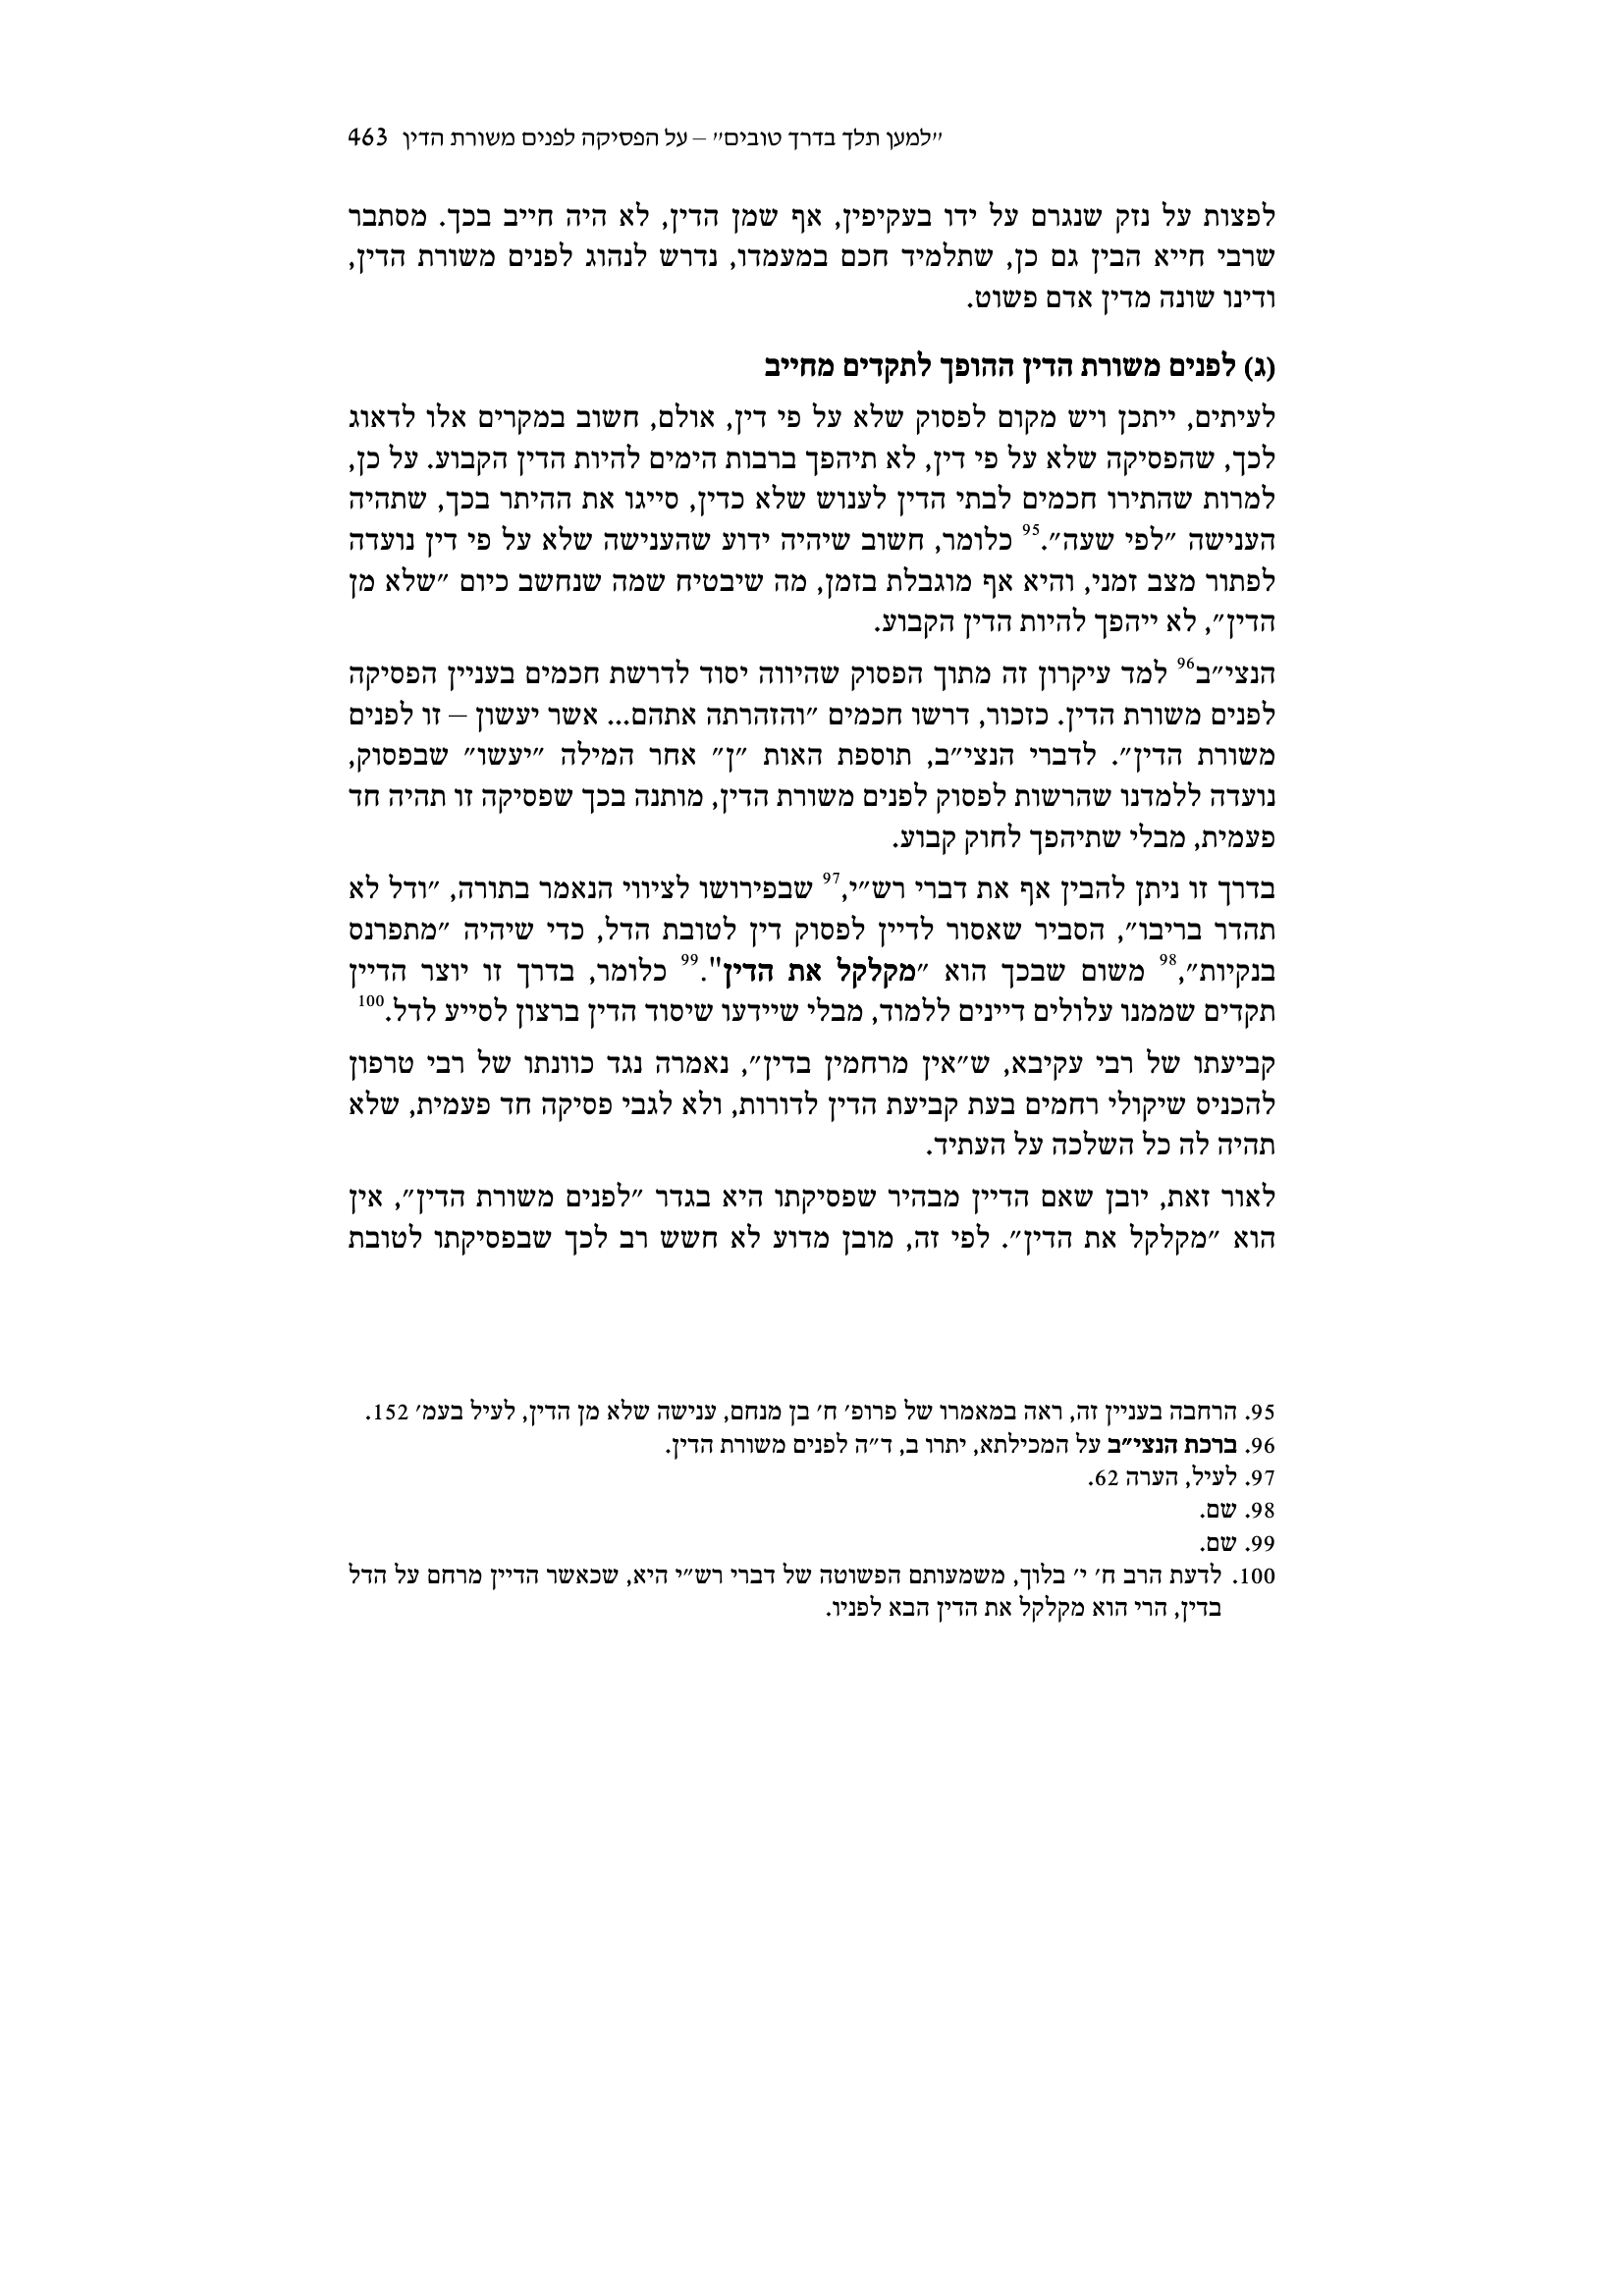 ״למען תלך בדרך טובים״ – על הפסיקה לפנים משורת הדין 463
לפצות על נזק שנגרם על ידו בעקיפין, אף שמן הדין, לא היה חייב בכך. מסתבר
שרבי חייא הבין גם כן, שתלמיד חכם במעמדו, נדרש לנהוג לפנים משורת הדין,
ודינו שונה מדין אדם פשוט.
(ג) לפנים משורת הדין ההופך לתקדים מחייב
לעיתים, ייתכן ויש מקום לפסוק שלא על פי דין, אולם, חשוב במקרים אלו לדאוג
לכך, שהפסיקה שלא על פי דין, לא תיהפך ברבות הימים להיות הדין הקבוע. על כן,
למרות שהתירו חכמים לבתי הדין לענוש שלא כדין, סייגו את ההיתר בכך, שתהיה
הענישה ״לפי שעה״.95 כלומר, חשוב שיהיה ידוע שהענישה שלא על פי דין נועדה
לפתור מצב זמני, והיא אף מוגבלת בזמן, מה שיבטיח שמה שנחשב כיום ״שלא מן
הדין״, לא ייהפך להיות הדין הקבוע.
הנצי״ב96 למד עיקרון זה מתוך הפסוק שהיווה יסוד לדרשת חכמים בעניין הפסיקה
לפנים משורת הדין. כזכור, דרשו חכמים ״והזהרתה אתהם... אשר יעשון – זו לפנים
משורת הדין״. לדברי הנצי״ב, תוספת האות ״ן״ אחר המילה ״יעשו״ שבפסוק,
נועדה ללמדנו שהרשות לפסוק לפנים משורת הדין, מותנה בכך שפסיקה זו תהיה חד
פעמית, מבלי שתיהפך לחוק קבוע.
בדרך זו ניתן להבין אף את דברי רש״י,97 שבפירושו לציווי הנאמר בתורה, ״ודל לא
תהדר בריבו״, הסביר שאסור לדיין לפסוק דין לטובת הדל, כדי שיהיה ״מתפרנס
בנקיות״,98 משום שבכך הוא ״מקלקל את הדין".99 כלומר, בדרך זו יוצר הדיין
תקדים שממנו עלולים דיינים ללמוד, מבלי שיידעו שיסוד הדין ברצון לסייע לדל.100
קביעתו של רבי עקיבא, ש״אין מרחמין בדין״, נאמרה נגד כוונתו של רבי טרפון
להכניס שיקולי רחמים בעת קביעת הדין לדורות, ולא לגבי פסיקה חד פעמית, שלא
תהיה לה כל השלכה על העתיד.
לאור זאת, יובן שאם הדיין מבהיר שפסיקתו היא בגדר ״לפנים משורת הדין״, אין
הוא ״מקלקל את הדין״. לפי זה, מובן מדוע לא חשש רב לכך שבפסיקתו לטובת
95. הרחבה בעניין זה, ראה במאמרו של פרופ׳ ח׳ בן מנחם, ענישה שלא מן הדין, לעיל בעמ׳ 152.
96. ברכת הנצי״ב על המכילתא, יתרו ב, ד״ה לפנים משורת הדין.
97. לעיל, הערה 62.
98. שם.
99. שם.
100. לדעת הרב ח׳ י׳ בלוך, משמעותם הפשוטה של דברי רש״י היא, שכאשר הדיין מרחם על הדל
בדין, הרי הוא מקלקל את הדין הבא לפניו.